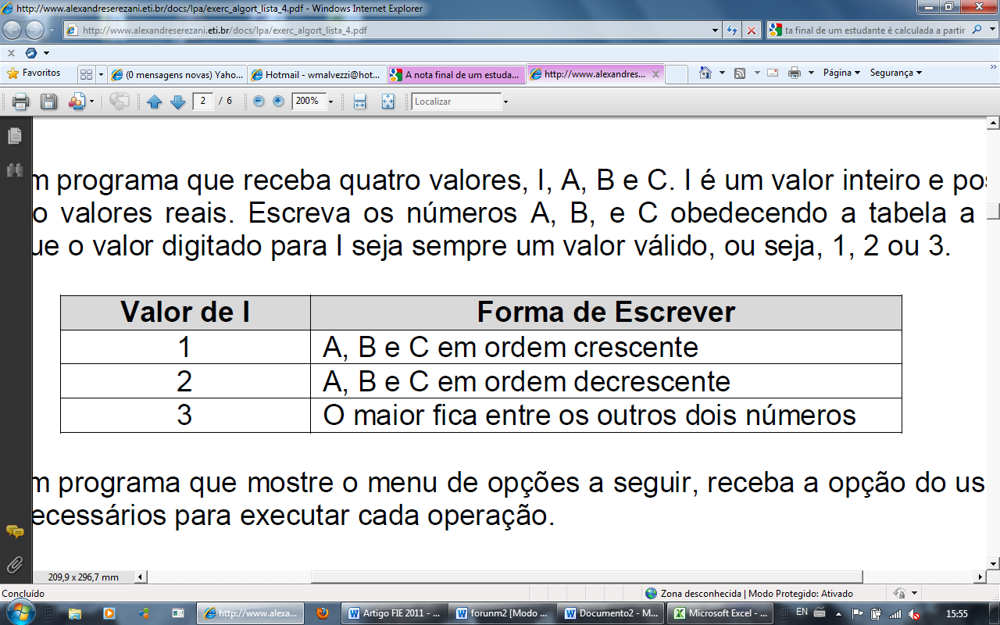 http://www.alexandreserezani.eti.br/docs/lpa/exerc_algort_lista_4.pdf - Windows Internet Explorer
http://www.alexandreserezani.eti.br/docs/lpa/exerc_algort_lista_4.pdf
ta final de um estudante é calculada a partir
Favoritos
(0 mensagens novas) Yaho...
Hotmail - wmalvezzi@hot...
A nota final de um estuda...
http://www.alexandres...
Página
Segurança
2 / 6
200%
Localizar
m programa que receba quatro valores, I, A, B e C. I é um valor inteiro e pos
o valores reais. Escreva os números A, B, e C obedecendo a tabela a
ue o valor digitado para I seja sempre um valor válido, ou seja, 1, 2 ou 3.
Valor de I Forma de Escrever
1 A, B e C em ordem crescente
2 A, B e C em ordem decrescente
3 O maior fica entre os outros dois números
m programa que mostre o menu de opções a seguir, receba a opção do us
ecessários para executar cada operação.
209,9 x 296,7 mm
Concluído
Zona desconhecida | Modo Protegido: Ativado
http://www.alexa...
Artigo FIE 2011 - ...
forunm2 [Modo ...
Documento2 - M...
Microsoft Excel - ...
EN
15:55